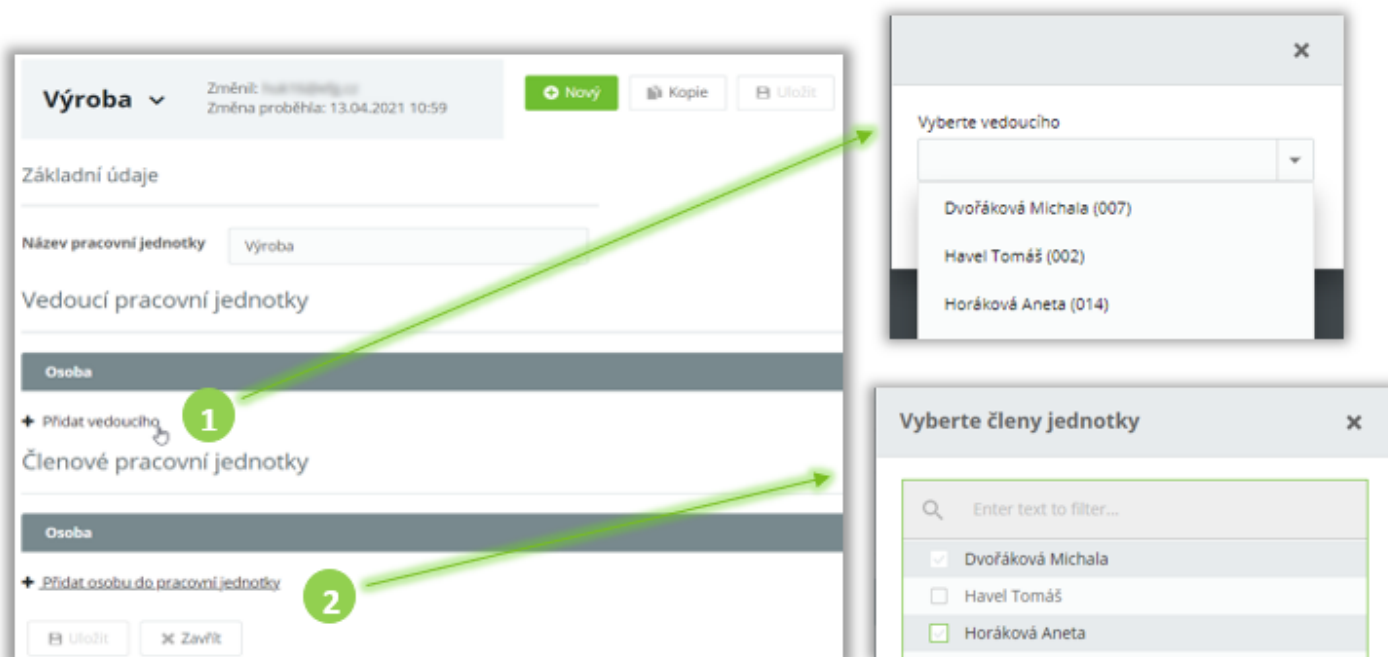 Výroba
Změnil:
Změna proběhla: 13.04.2021 10:59
Nový
Kopie
Uložit
Základní údaje
Název pracovní jednotky
Výroba
Vedoucí pracovní jednotky
Osoba
Přidat vedoucího
1
Členové pracovní jednotky
Osoba
Přidat osobu do pracovní jednotky
2
Uložit
Zavřít
Vyberte vedoucího
Dvořáková Michala (007)
Havel Tomáš (002)
Horáková Aneta (014)
Vyberte členy jednotky
Enter text to filter...
Dvořáková Michala
Havel Tomáš
Horáková Aneta